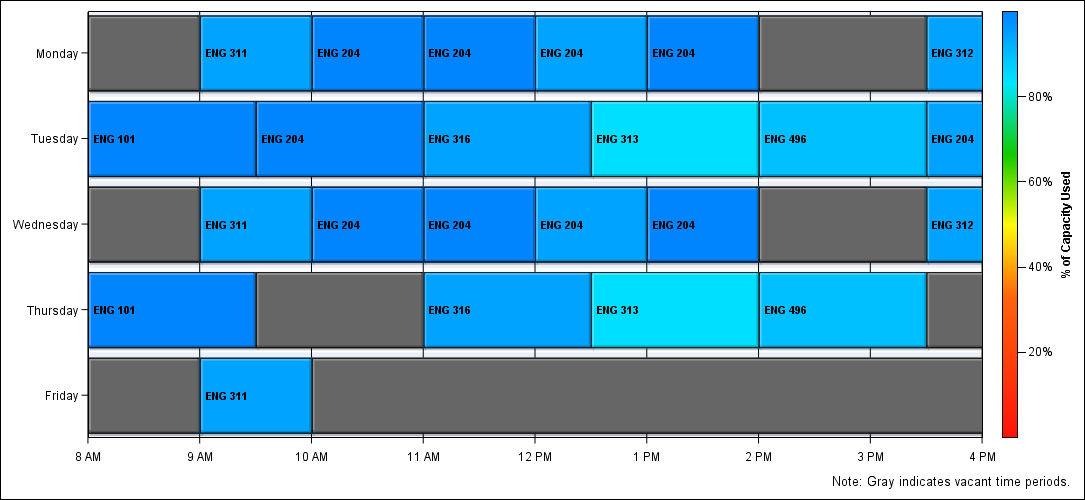 Monday
ENG 311
ENG 204
ENG 204
ENG 204
ENG 204
ENG 312
Tuesday
ENG 101
ENG 204
ENG 316
ENG 313
ENG 496
ENG 204
Wednesday
ENG 311
ENG 204
ENG 204
ENG 204
ENG 204
ENG 312
Thursday
ENG 101
ENG 316
ENG 313
ENG 496
Friday
ENG 311
8 AM
9 AM
10 AM
11 AM
12 PM
1 PM
2 PM
3 PM
4 PM
80%
60%
40%
20%
% of Capacity Used
Note: Gray indicates vacant time periods.